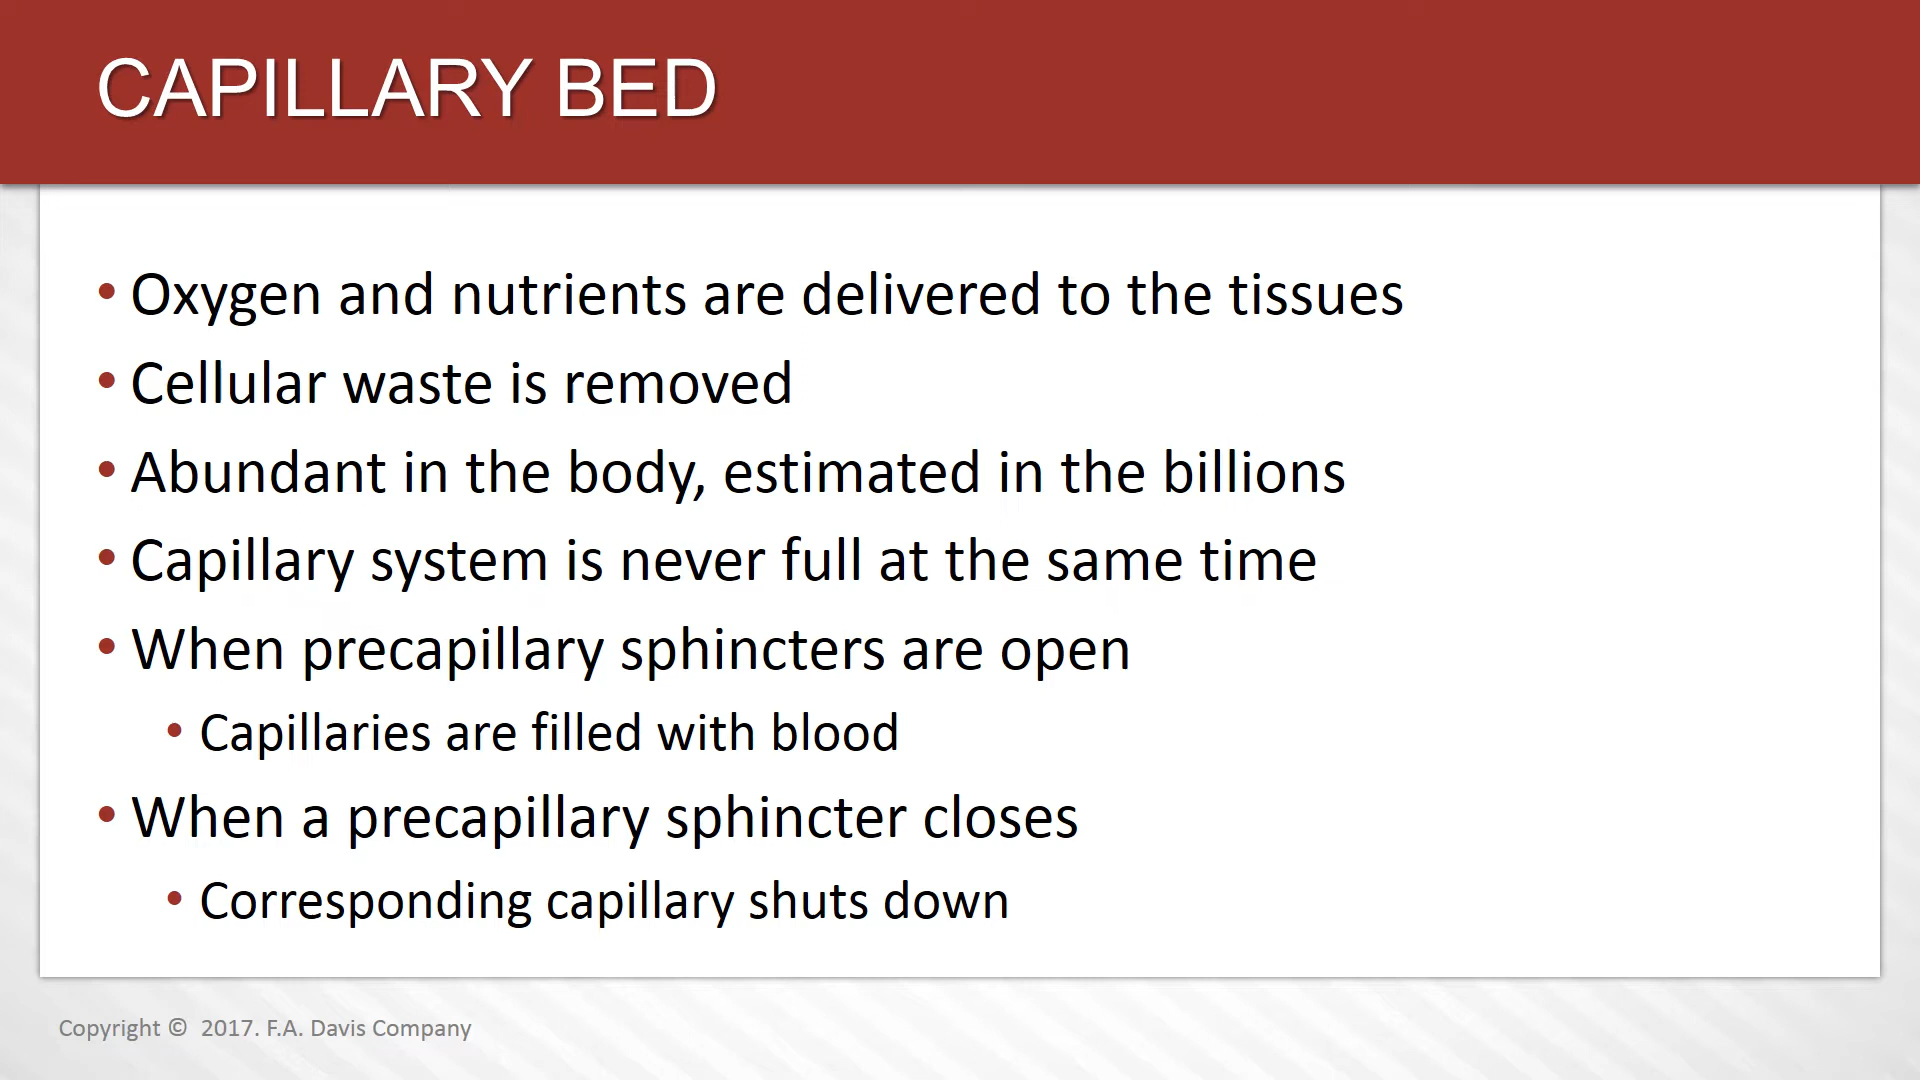 CAPILLARY BED
• Oxygen and nutrients are delivered to the tissues
• Cellular waste is removed
• Abundant in the body, estimated in the billions
• Capillary system is never full at the same time
• When precapillary sphincters are open
• Capillaries are filled with blood
• When a precapillary sphincter closes
• Corresponding capillary shuts down
Copyright © 2017. F.A. Davis Company